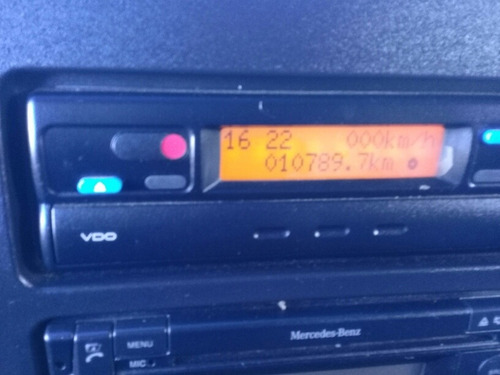 16 22 000km/h
010789.7km
VDO
Mercedes-Benz
MENU
MIC